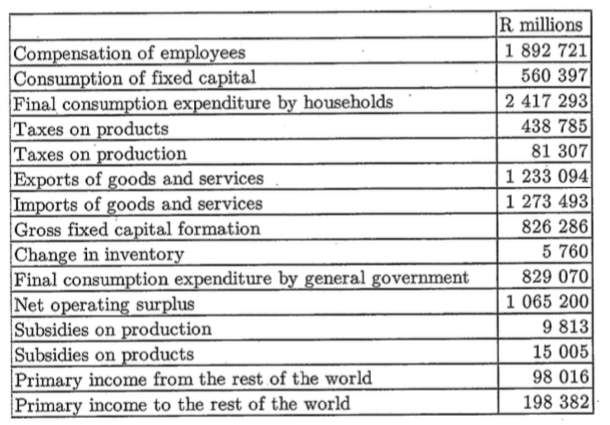 R millions
Compensation of employees 1 892 721
Consumption of fixed capital 560 397
Final consumption expenditure by households 2 417 293
Taxes on products 438 785
Taxes on production 81 307
Exports of goods and services 1 233 094
Imports of goods and services 1 273 493
Gross fixed capital formation 826 286
Change in inventory 5 760
Final consumption expenditure by general government 829 070
Net operating surplus 1 065 200
Subsidies on production 9 813
Subsidies on products 15 005
Primary income from the rest of the world 98 016
Primary income to the rest of the world 198 382